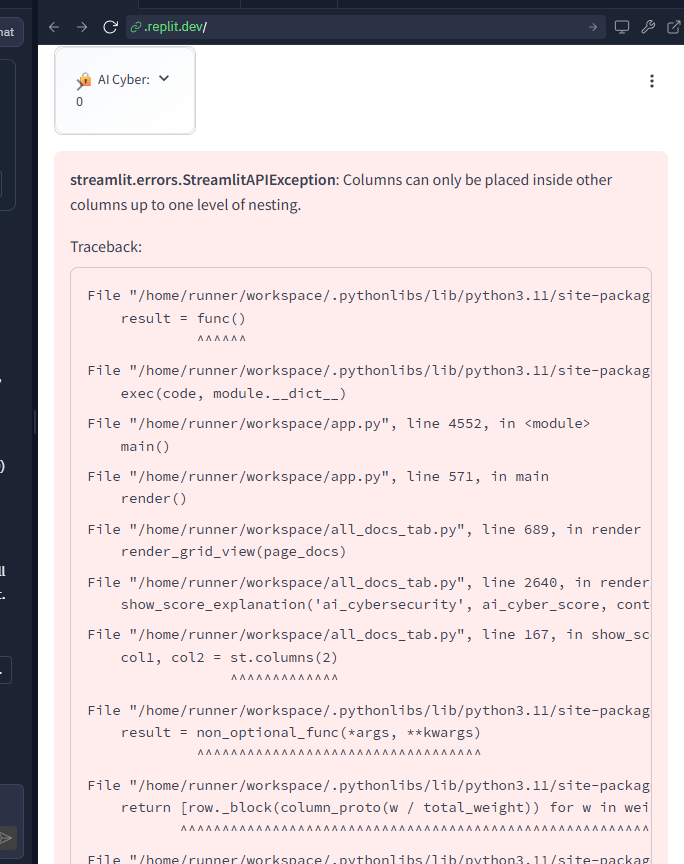 hat
.replit.dev/
AI Cyber:
0
streamlit.errors.StreamlitAPIException: Columns can only be placed inside other
columns up to one level of nesting.
Traceback:
File "/home/runner/workspace/.pythonlibs/lib/python3.11/site-packag
result = func()
^^^^^^
File "/home/runner/workspace/.pythonlibs/lib/python3.11/site-packag
exec(code, module.__dict__)
File "/home/runner/workspace/app.py", line 4552, in <module>
main()
File "/home/runner/workspace/app.py", line 571, in main
render()
File "/home/runner/workspace/all_docs_tab.py", line 689, in render
render_grid_view(page_docs)
File "/home/runner/workspace/all_docs_tab.py", line 2640, in render_
show_score_explanation('ai_cybersecurity', ai_cyber_score, cont
File "/home/runner/workspace/all_docs_tab.py", line 167, in show_sc
col1, col2 = st.columns(2)
^^^^^^^^^^^^^
File "/home/runner/workspace/.pythonlibs/lib/python3.11/site-packag
result = non_optional_func(*args, **kwargs)
^^^^^^^^^^^^^^^^^^^^^^^^^^^^^^^^^^
File "/home/runner/workspace/.pythonlibs/lib/python3.11/site-packag
return [row._block(column_proto(w / total_weight)) for w in wei
^^^^^^^^^^^^^^^^^^^^^^^^^^^^^^^^^^^^^^^^^^^^^^^^^^^^^^^^
File "/home/runner/workspace/.pythonlibs/lib/python3.11/site-packag